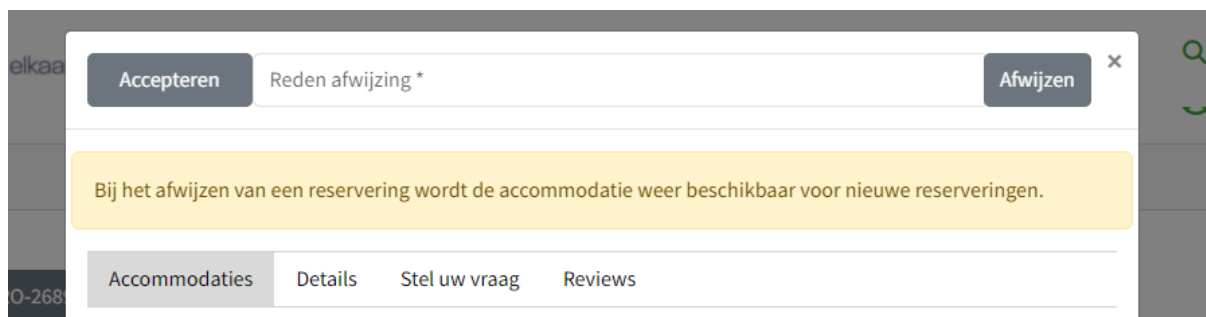 elkaa
Accepteren Reden afwijzing * Afwijzen ×
Bij het afwijzen van een reservering wordt de accommodatie weer beschikbaar voor nieuwe reserveringen.
Accommodaties Details Stel uw vraag Reviews
O-268